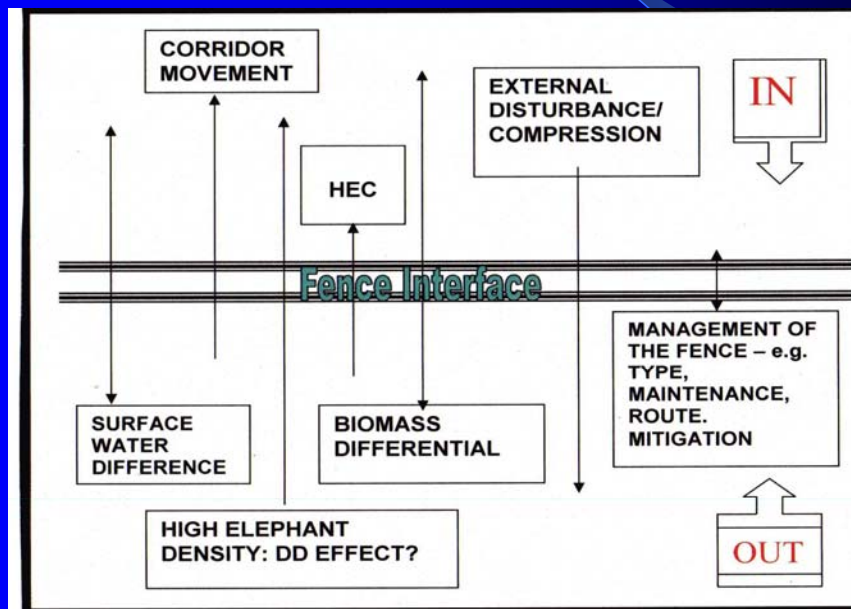 CORRIDOR
MOVEMENT
EXTERNAL
DISTURBANCE/
COMPRESSION
IN
HEC
Fence Interface
SURFACE
WATER
DIFFERENCE
BIOMASS
DIFFERENTIAL
MANAGEMENT OF
THE FENCE – e.g.
TYPE,
MAINTENANCE,
ROUTE.
MITIGATION
HIGH ELEPHANT
DENSITY: DD EFFECT?
OUT